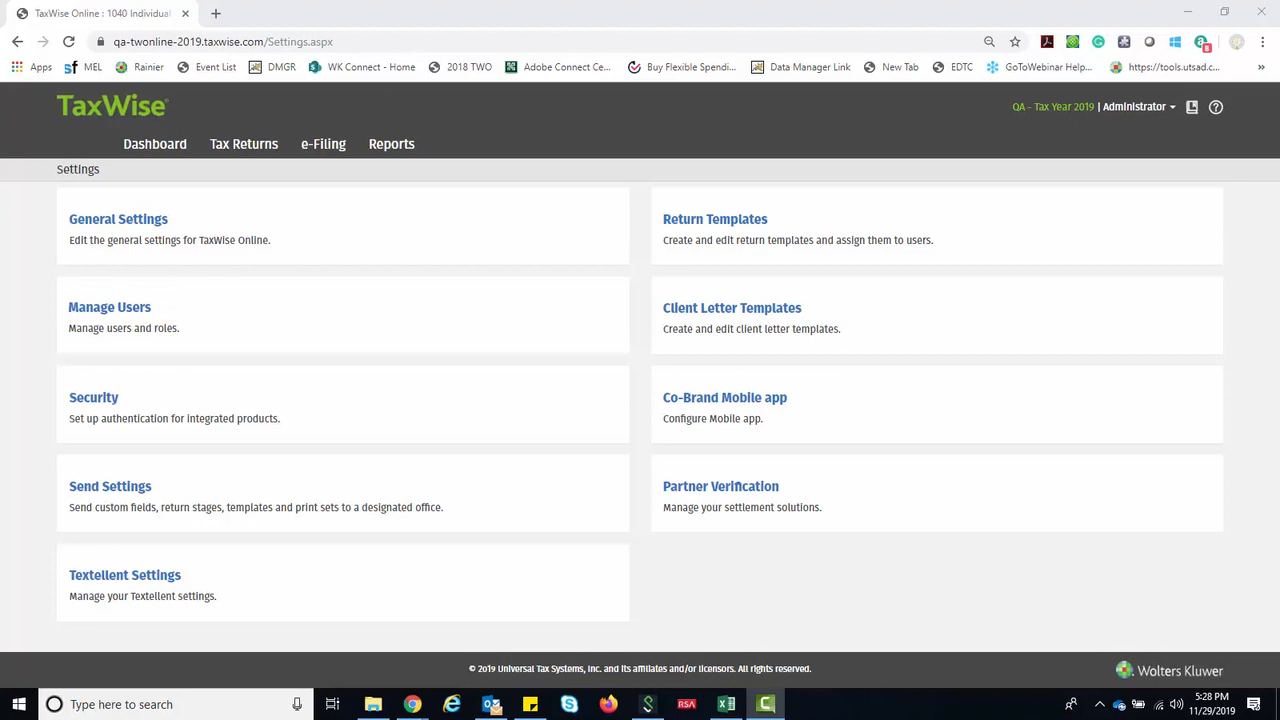 TaxWise Online : 1040 Individual
qa-twonline-2019.taxwise.com/Settings.aspx
8
Apps
MEL
Rainier
Event List
DMGR
WK Connect - Home
2018 TWO
Adobe Connect Ce...
Buy Flexible Spendi...
Data Manager Link
New Tab
EDTC
GoToWebinar Help...
https://tools.utsad.c...
»
TaxWise
QA - Tax Year 2019 | Administrator
Dashboard
Tax Returns
e-Filing
Reports
Settings
General Settings
Edit the general settings for TaxWise Online.
Return Templates
Create and edit return templates and assign them to users.
Manage Users
Manage users and roles.
Client Letter Templates
Create and edit client letter templates.
Security
Set up authentication for integrated products.
Co-Brand Mobile app
Configure Mobile app.
Send Settings
Send custom fields, return stages, templates and print sets to a designated office.
Partner Verification
Manage your settlement solutions.
Textellent Settings
Manage your Textellent settings.
© 2019 Universal Tax Systems, Inc. and its affiliates and/or licensors. All rights reserved.
Wolters Kluwer
Type here to search
RSA
5:28 PM
11/29/2019